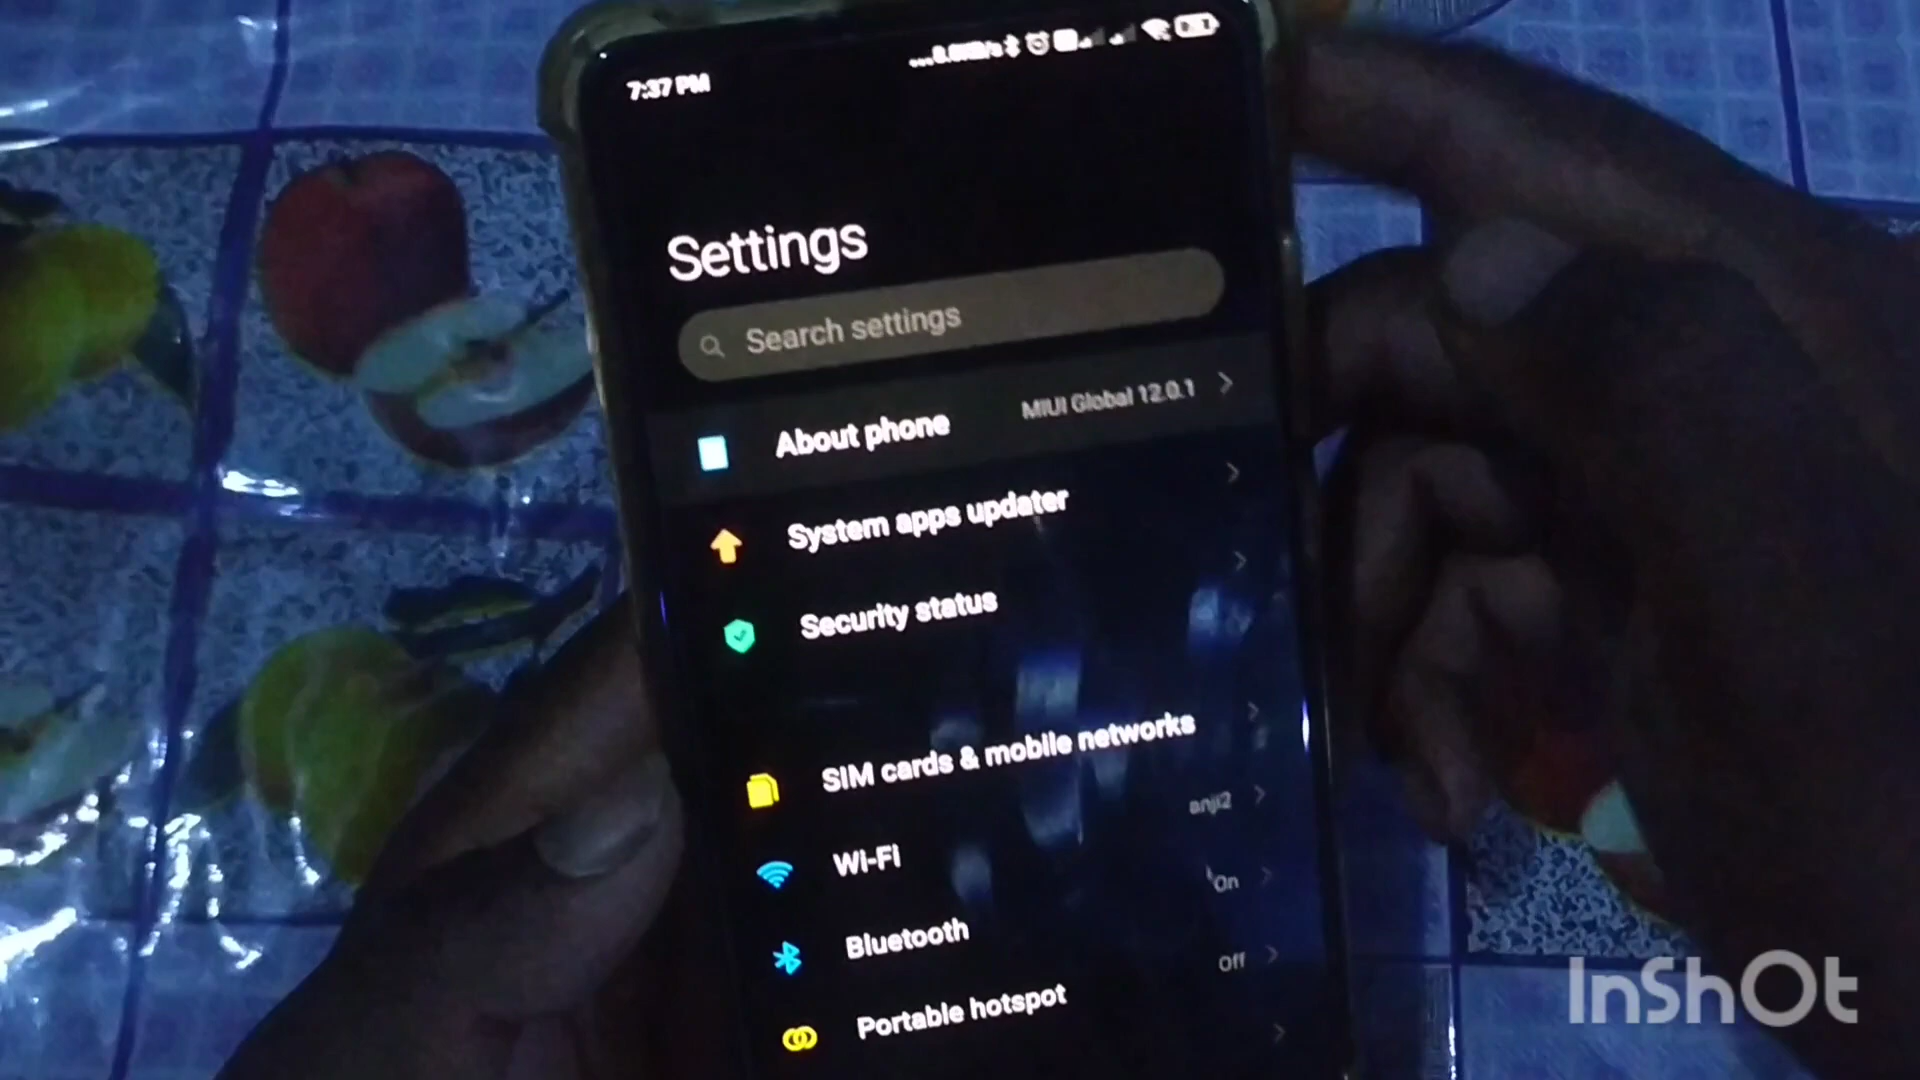 7:37 PM
Settings
Search settings
About phone
MIUI Global 12.0.1
System apps updater
Security status
SIM cards & mobile networks
Wi-Fi
anji2
Bluetooth
On
Portable hotspot
Off
InShOt